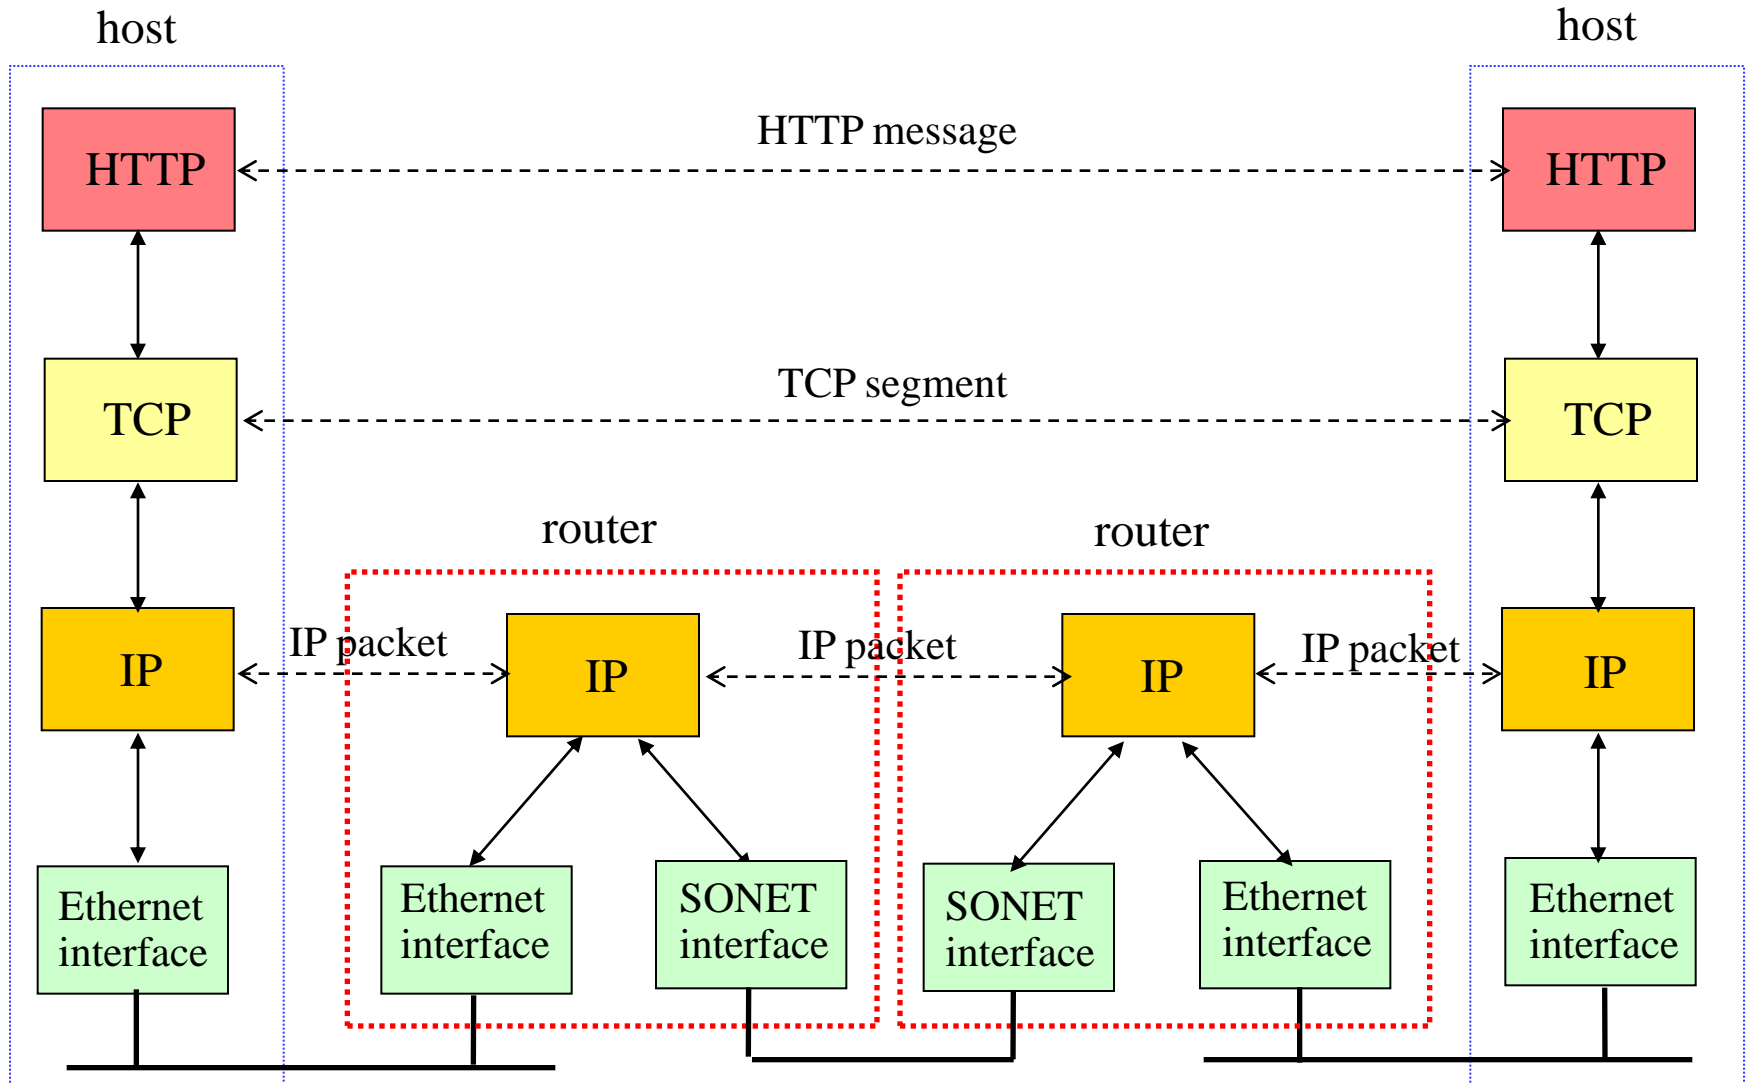 host
host
HTTP
HTTP message
HTTP
TCP
TCP segment
TCP
router
router
IP
IP packet
IP
IP packet
IP
IP packet
IP
Ethernet
interface
Ethernet
interface
SONET
interface
SONET
interface
Ethernet
interface
Ethernet
interface